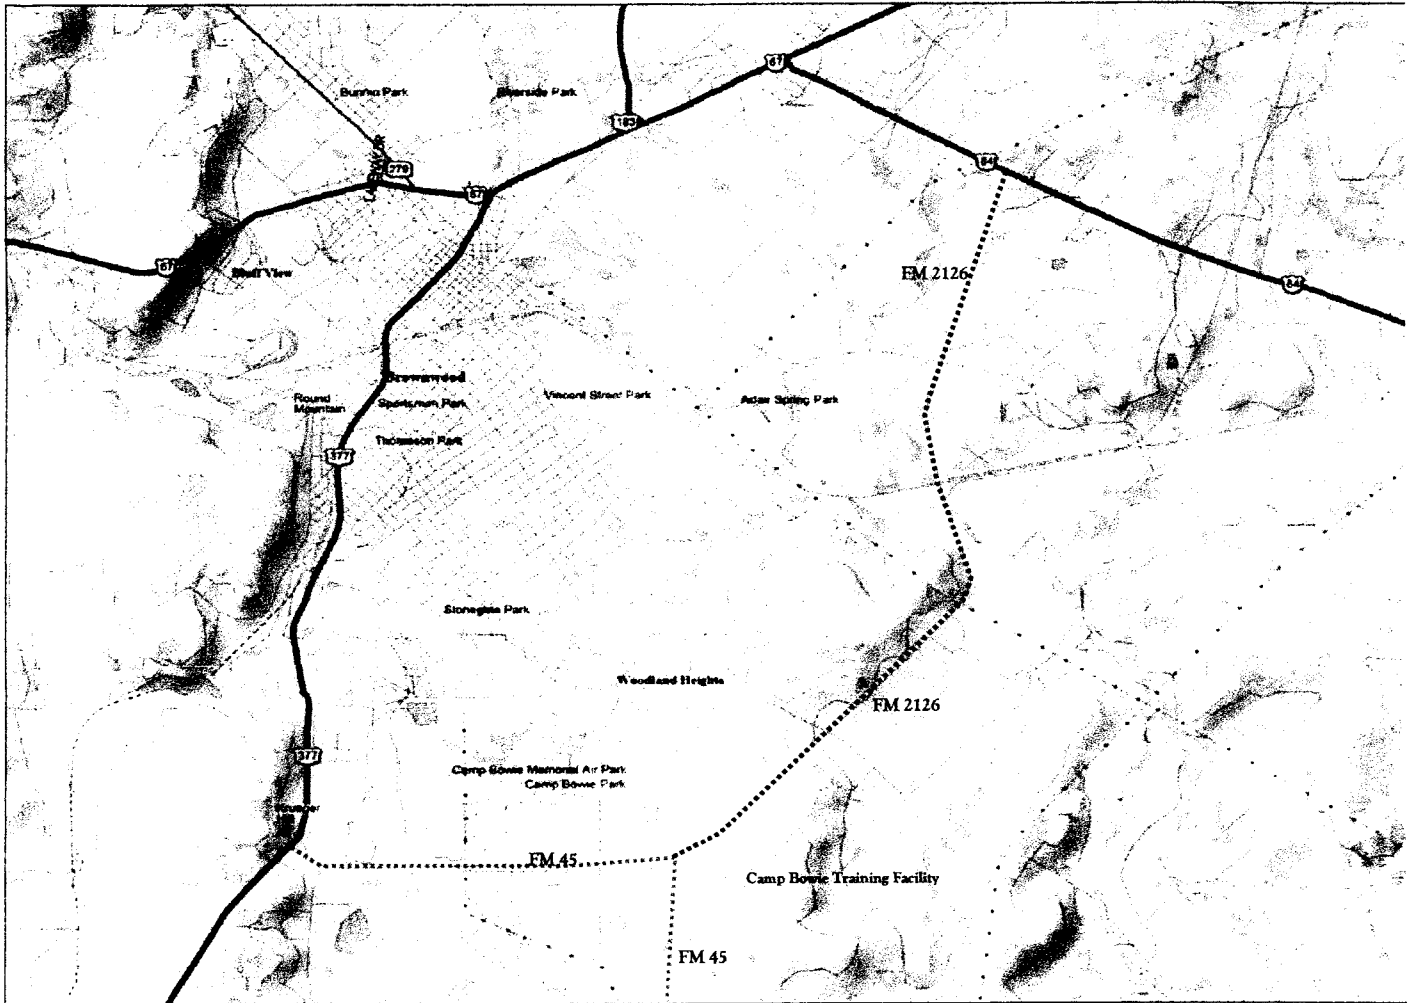 Riverside Park
67
183
279
84
67
67
Bluff View
FM 2126
84
Brownwood
Round
Mountain
Sportsman Park
Vincent Street Park
Adair Spring Park
Thomason Park
377
Stonegate Park
Woodland Heights
FM 2126
377
Camp Bowie Memorial Air Park
Camp Bowie Park
FM 45
Camp Bowie Training Facility
FM 45